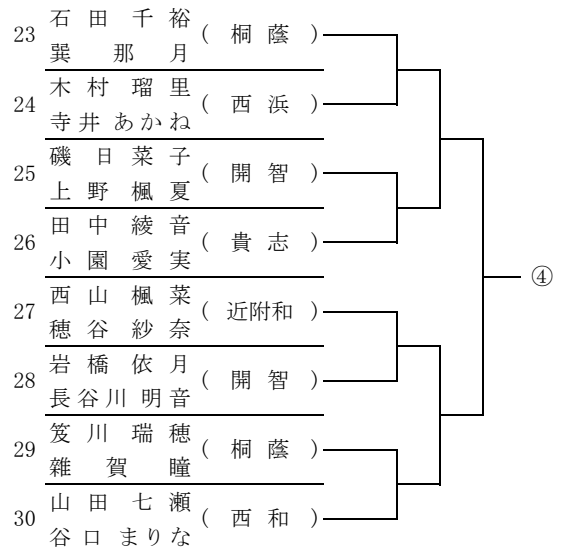 石田千裕
23 (桐蔭)
巽那月
木村瑠里
24 (西浜)
寺井あかね
磯日菜子
25 (開智)
上野楓夏
田中綾音
26 (貴志)
小園愛実
④
西山楓菜
27 (近附和)
穂谷紗奈
岩橋依月
28 (開智)
長谷川明音
笈川瑞穂
29 (桐蔭)
雑賀瞳
山田七瀬
30 (西和)
谷口まりな